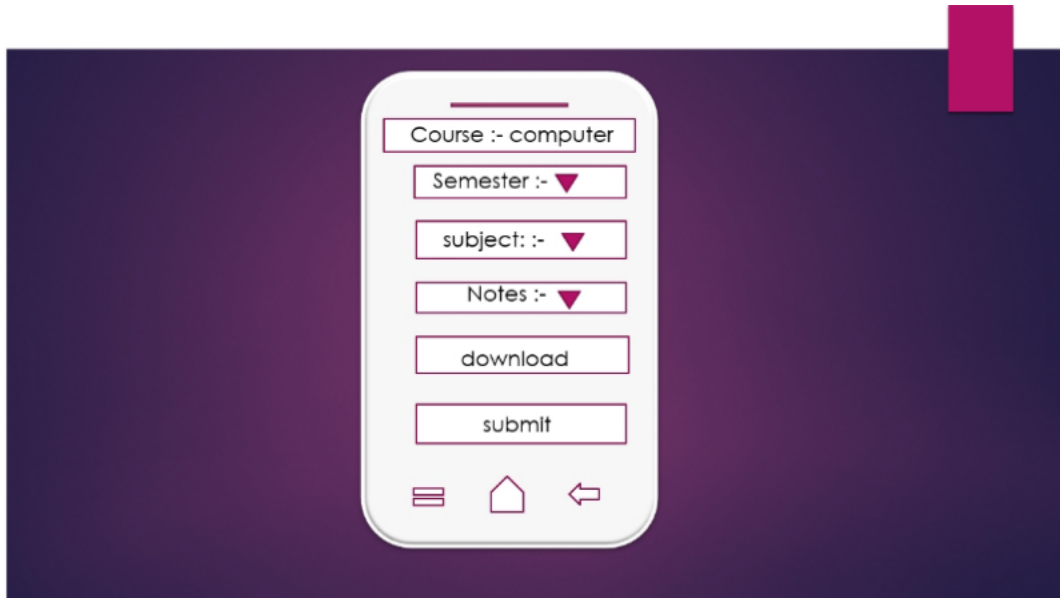 Course :- computer
Semester :-
subject: :-
Notes :-
download
submit